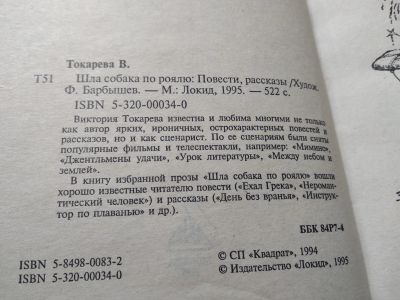 Токарева В.
Т51 Шла собака по роялю: Повести, рассказы /Худож.
Ф. Барбышев. — М.: Локид, 1995. — 522 с.
ISBN 5-320-00034-0
Виктория Токарева известна и любима многими не только
как автор ярких, ироничных, острохарактерных повестей и
рассказов, но и как сценарист. По ее сценариям были сняты
популярные фильмы и телеспектакли, например: «Мимино»,
«Джентльмены удачи», «Урок литературы», «Между небом и
землей».
В книгу избранной прозы «Шла собака по роялю» вошли
хорошо известные читателю повести («Ехал Грека», «Нероман-
тический человек») и рассказы («День без вранья», «Инструк-
тор по плаванью» и др.).
ББК 84Р7-4
© СП «Квадрат», 1994
© Издательство «Локид», 1995
ISBN 5-8498-0083-2
ISBN 5-320-00034-0